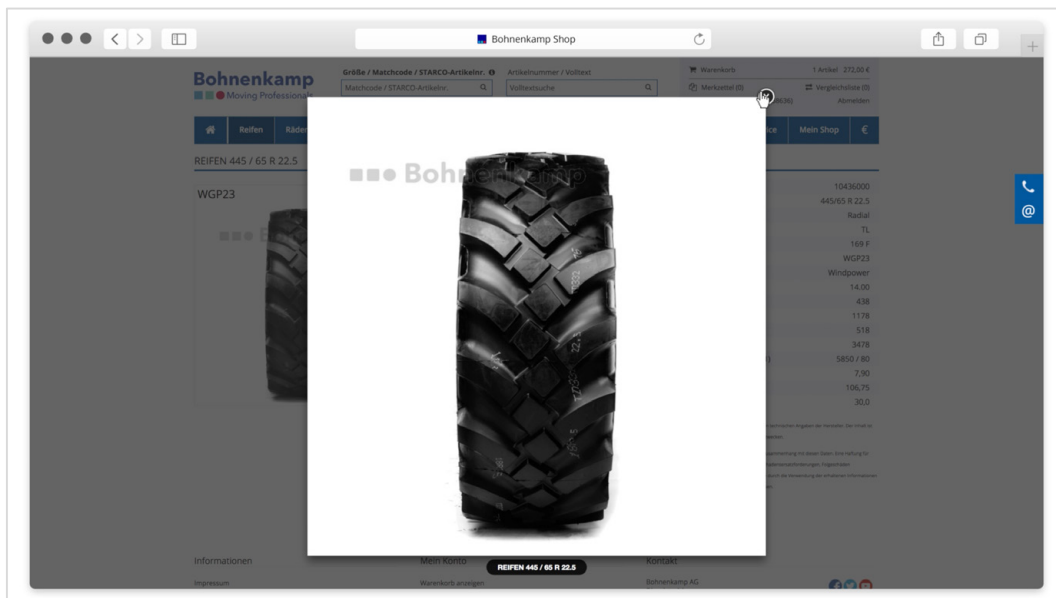 Bohnenkamp Shop
Bohnenkamp
Moving Professionals
Größe / Matchcode / STARCO-Artikelnr.
Artikelnummer / Volltext
Matchcode / STARCO-Artikelnr.
Volltextsuche
Warenkorb
1 Artikel 272,00 €
Merkzettel (0)
Vergleichsliste (0)
Abmelden
Reifen
Mein Shop
€
REIFEN 445 / 65 R 22.5
WGP23
Bohnenkamp
10436000
445/65 R 22.5
Radial
TL
169 F
WGP23
Windpower
14.00
438
1178
518
3478
5850 / 80
7,90
106,75
30,0
@
Informationen
Mein Konto
Kontakt
REIFEN 445 / 65 R 22.5
Impressum
Warenkorb anzeigen
Bohnenkamp AG